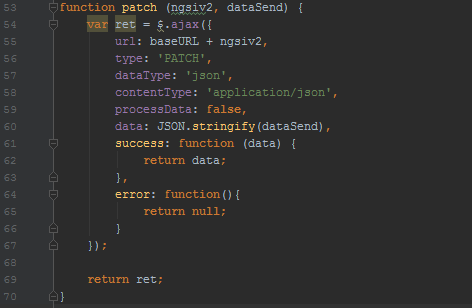 53 function patch (ngsiv2, dataSend) {
54 var ret = $.ajax({
55 url: baseURL + ngsiv2,
56 type: 'PATCH',
57 dataType: 'json',
58 contentType: 'application/json',
59 processData: false,
60 data: JSON.stringify(dataSend),
61 success: function (data) {
62 return data;
63 },
64 error: function(){
65 return null;
66 }
67 });
68
69 return ret;
70 }